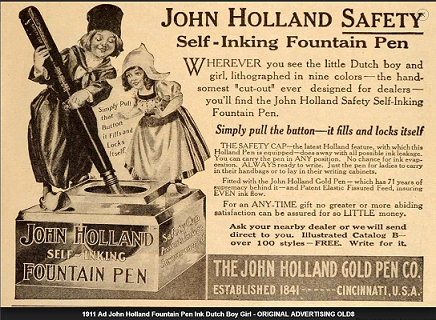 JOHN HOLLAND SAFETY
Self-Inking Fountain Pen
WHEREVER you see the little Dutch boy and
girl, lithographed in nine colors—the hand-
somest "cut-out" ever designed for dealers—
you'll find the John Holland Safety Self-Inking
Fountain Pen.
Simply pull the button—it fills and locks itself
THE SAFETY CAP—the latest Holland feature, with which this
Holland Pen is equipped—does away with all possible ink leakage.
You can carry the pen in ANY position. No chance for ink evap-
oration. ALWAYS ready to write. Just the pen for ladies to carry
in their handbags or to lay in their writing cabinets.
Fitted with the John Holland Gold Pen—which has 71 years of
supremacy behind it—and Patent Elastic Fissured Feed, insuring
EVEN ink flow.
For an ANY-TIME gift no greater or more abiding
satisfaction can be assured for so LITTLE money.
Ask your nearby dealer or we will send
direct to you. Illustrated Catalog B—
over 100 styles—FREE. Write for it.
THE JOHN HOLLAND GOLD PEN CO.
ESTABLISHED 1841 CINCINNATI, U.S.A.
Simply Pull
that
Button
it Fills and
Locks
Itself
JOHN HOLLAND
SELF-INKING
FOUNTAIN PEN
Safety Cap
1911 Ad John Holland Fountain Pen Ink Dutch Boy Girl - ORIGINAL ADVERTISING OLD8